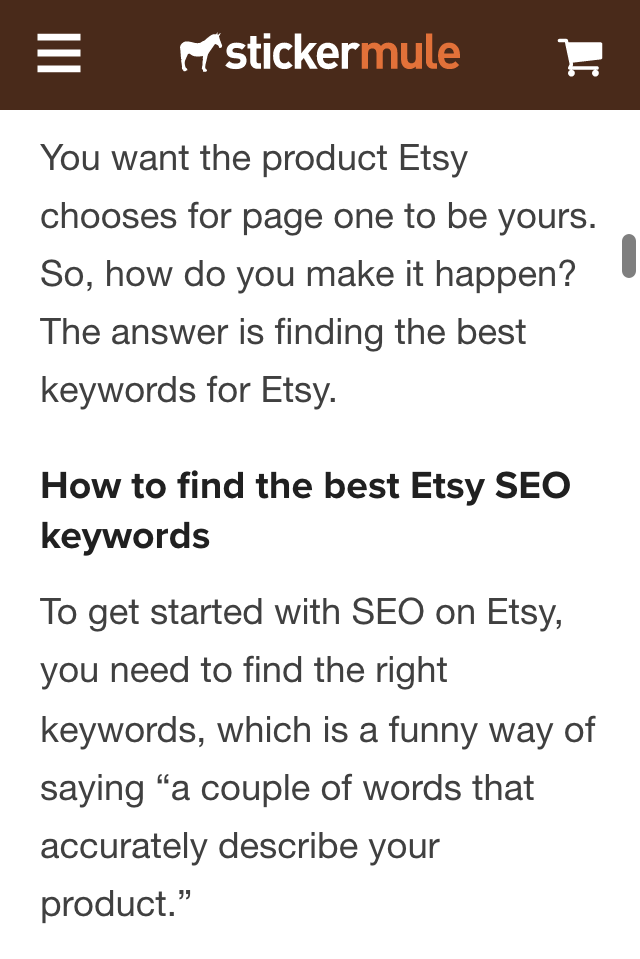 stickermule
You want the product Etsy
chooses for page one to be yours.
So, how do you make it happen?
The answer is finding the best
keywords for Etsy.
How to find the best Etsy SEO
keywords
To get started with SEO on Etsy,
you need to find the right
keywords, which is a funny way of
saying “a couple of words that
accurately describe your
product.”